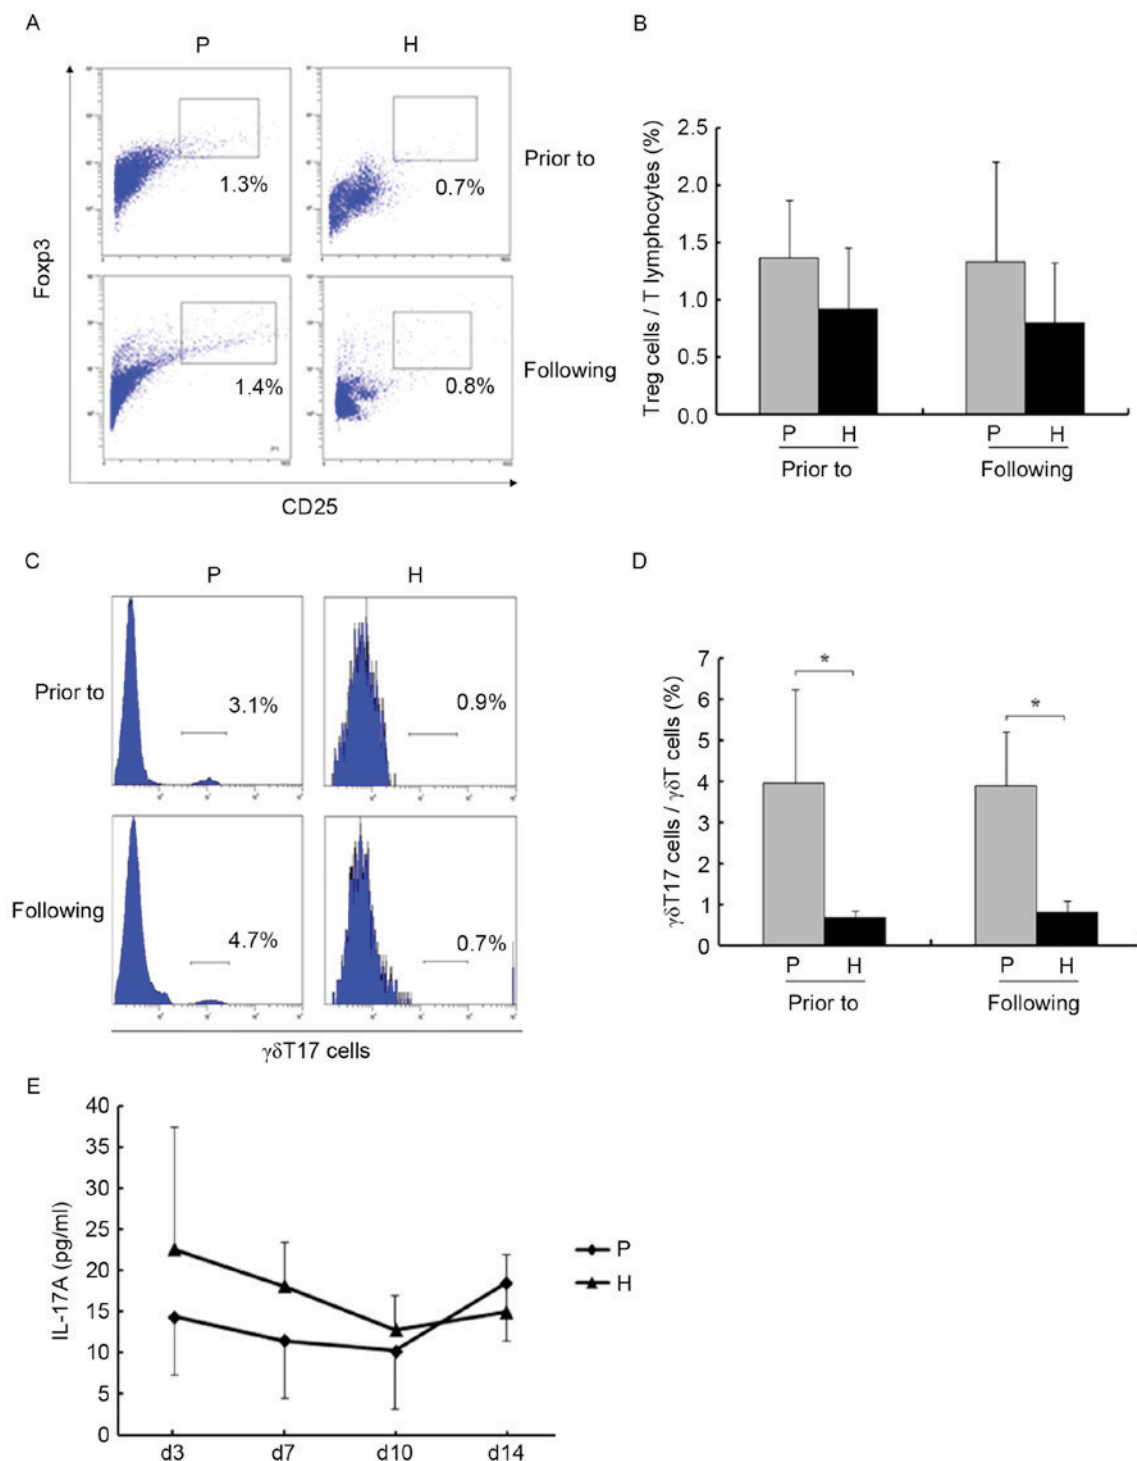 A
P H
Foxp3
1.3%
0.7%
Prior to
1.4%
0.8%
Following
CD25
B
Treg cells / T lymphocytes (%)
2.5
2.0
1.5
1.0
0.5
0.0
P H P H
Prior to Following
C
P H
Prior to
3.1%
0.9%
Following
4.7%
0.7%
γδT17 cells
D
γδT17 cells / γδT cells (%)
7
6
5
4
3
2
1
0
* *
P H P H
Prior to Following
E
IL-17A (pg/ml)
40
35
30
25
20
15
10
5
0
d3 d7 d10 d14
P
H